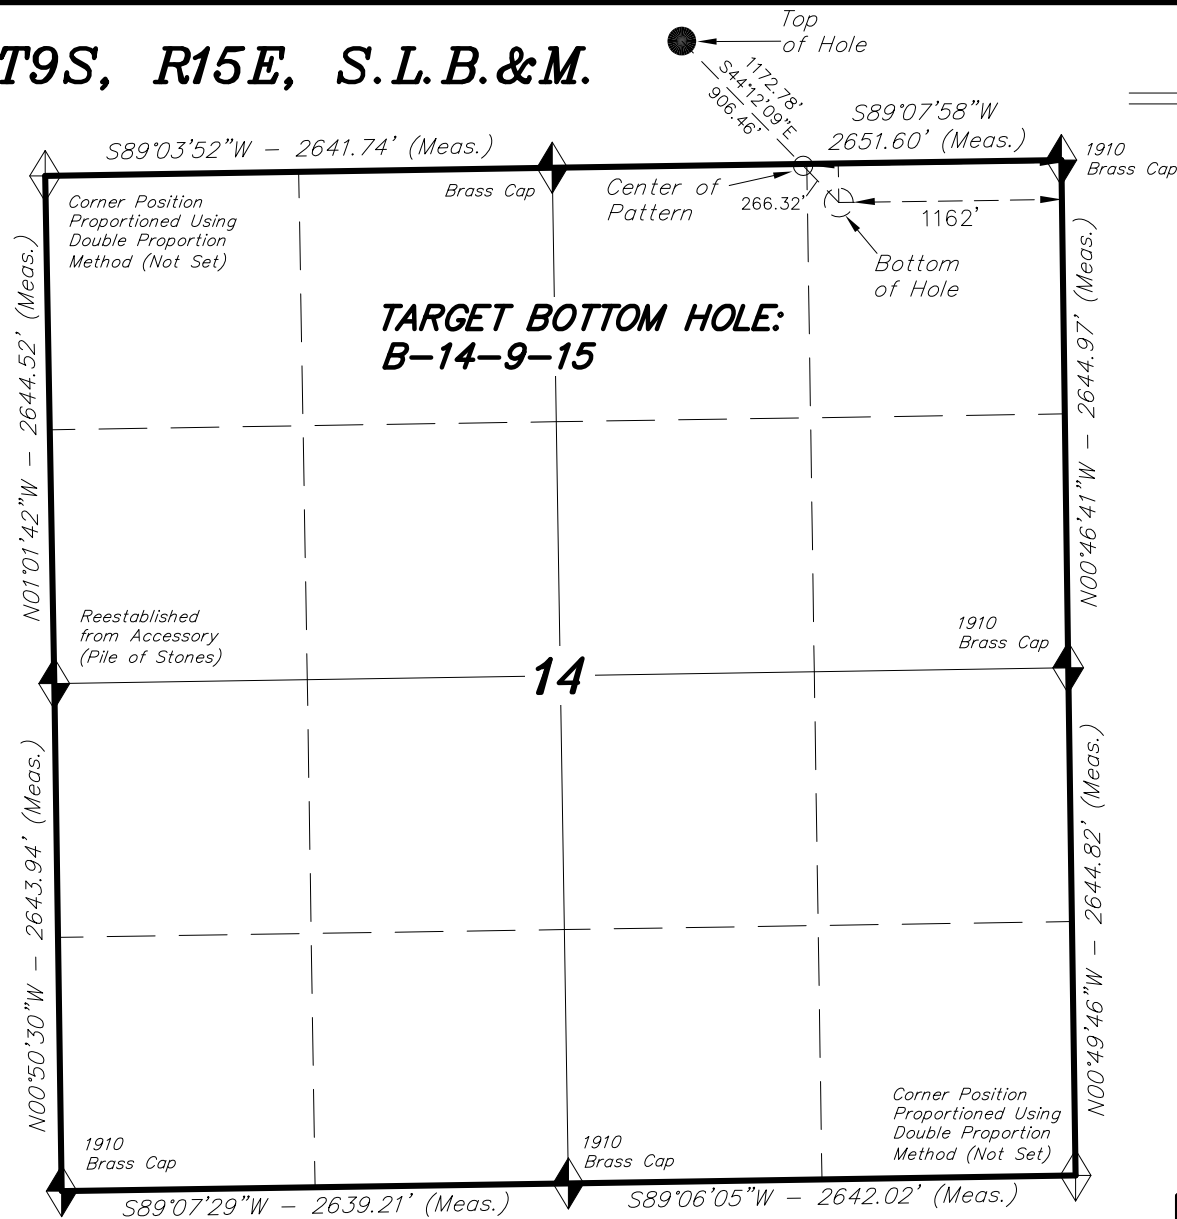 T9S, R15E, S.L.B.&M.
Top
of Hole
1172.78'
S44°12'09"E
906.46'
S89°07'58"W
2651.60' (Meas.)
S89°03'52"W - 2641.74' (Meas.)
1910
Brass Cap
Brass Cap
Center of
Pattern
266.32'
1162'
Bottom
of Hole
Corner Position
Proportioned Using
Double Proportion
Method (Not Set)
TARGET BOTTOM HOLE:
B-14-9-15
N01°01'42"W - 2644.52' (Meas.)
N00°46'41"W - 2644.97' (Meas.)
Reestablished
from Accessory
(Pile of Stones)
1910
Brass Cap
14
N00°50'30"W - 2643.94' (Meas.)
N00°49'46"W - 2644.82' (Meas.)
Corner Position
Proportioned Using
Double Proportion
Method (Not Set)
1910
Brass Cap
1910
Brass Cap
S89°07'29"W - 2639.21' (Meas.)
S89°06'05"W - 2642.02' (Meas.)